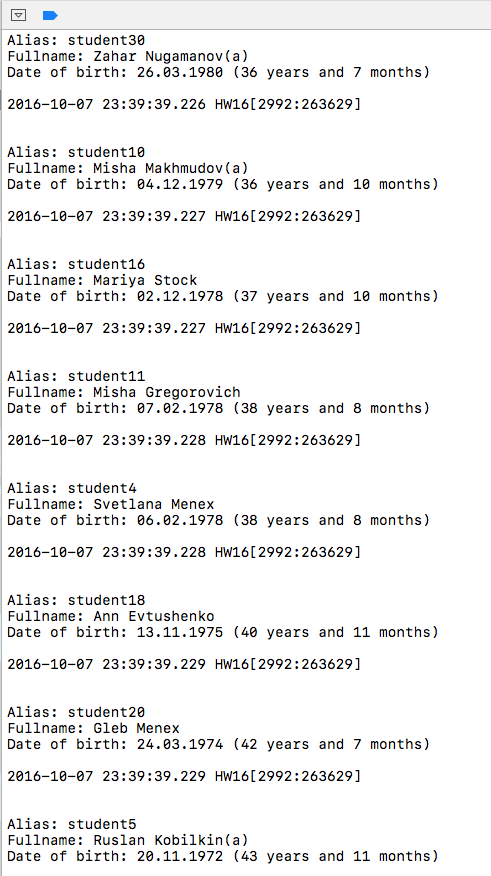 Alias: student30
Fullname: Zahar Nugamanov(a)
Date of birth: 26.03.1980 (36 years and 7 months)
2016-10-07 23:39:39.226 HW16[2992:263629]
Alias: student10
Fullname: Misha Makhmudov(a)
Date of birth: 04.12.1979 (36 years and 10 months)
2016-10-07 23:39:39.227 HW16[2992:263629]
Alias: student16
Fullname: Mariya Stock
Date of birth: 02.12.1978 (37 years and 10 months)
2016-10-07 23:39:39.227 HW16[2992:263629]
Alias: student11
Fullname: Misha Gregorovich
Date of birth: 07.02.1978 (38 years and 8 months)
2016-10-07 23:39:39.228 HW16[2992:263629]
Alias: student4
Fullname: Svetlana Menex
Date of birth: 06.02.1978 (38 years and 8 months)
2016-10-07 23:39:39.228 HW16[2992:263629]
Alias: student18
Fullname: Ann Evtushenko
Date of birth: 13.11.1975 (40 years and 11 months)
2016-10-07 23:39:39.229 HW16[2992:263629]
Alias: student20
Fullname: Gleb Menex
Date of birth: 24.03.1974 (42 years and 7 months)
2016-10-07 23:39:39.229 HW16[2992:263629]
Alias: student5
Fullname: Ruslan Kobilkin(a)
Date of birth: 20.11.1972 (43 years and 11 months)